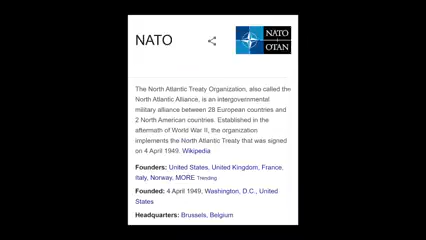 NATO
NATO
OTAN
The North Atlantic Treaty Organization, also called the
North Atlantic Alliance, is an intergovernmental
military alliance between 28 European countries and
2 North American countries. Established in the
aftermath of World War II, the organization
implements the North Atlantic Treaty that was signed
on 4 April 1949. Wikipedia
Founders: United States, United Kingdom, France,
Italy, Norway, MORE Trending
Founded: 4 April 1949, Washington, D.C., United
States
Headquarters: Brussels, Belgium